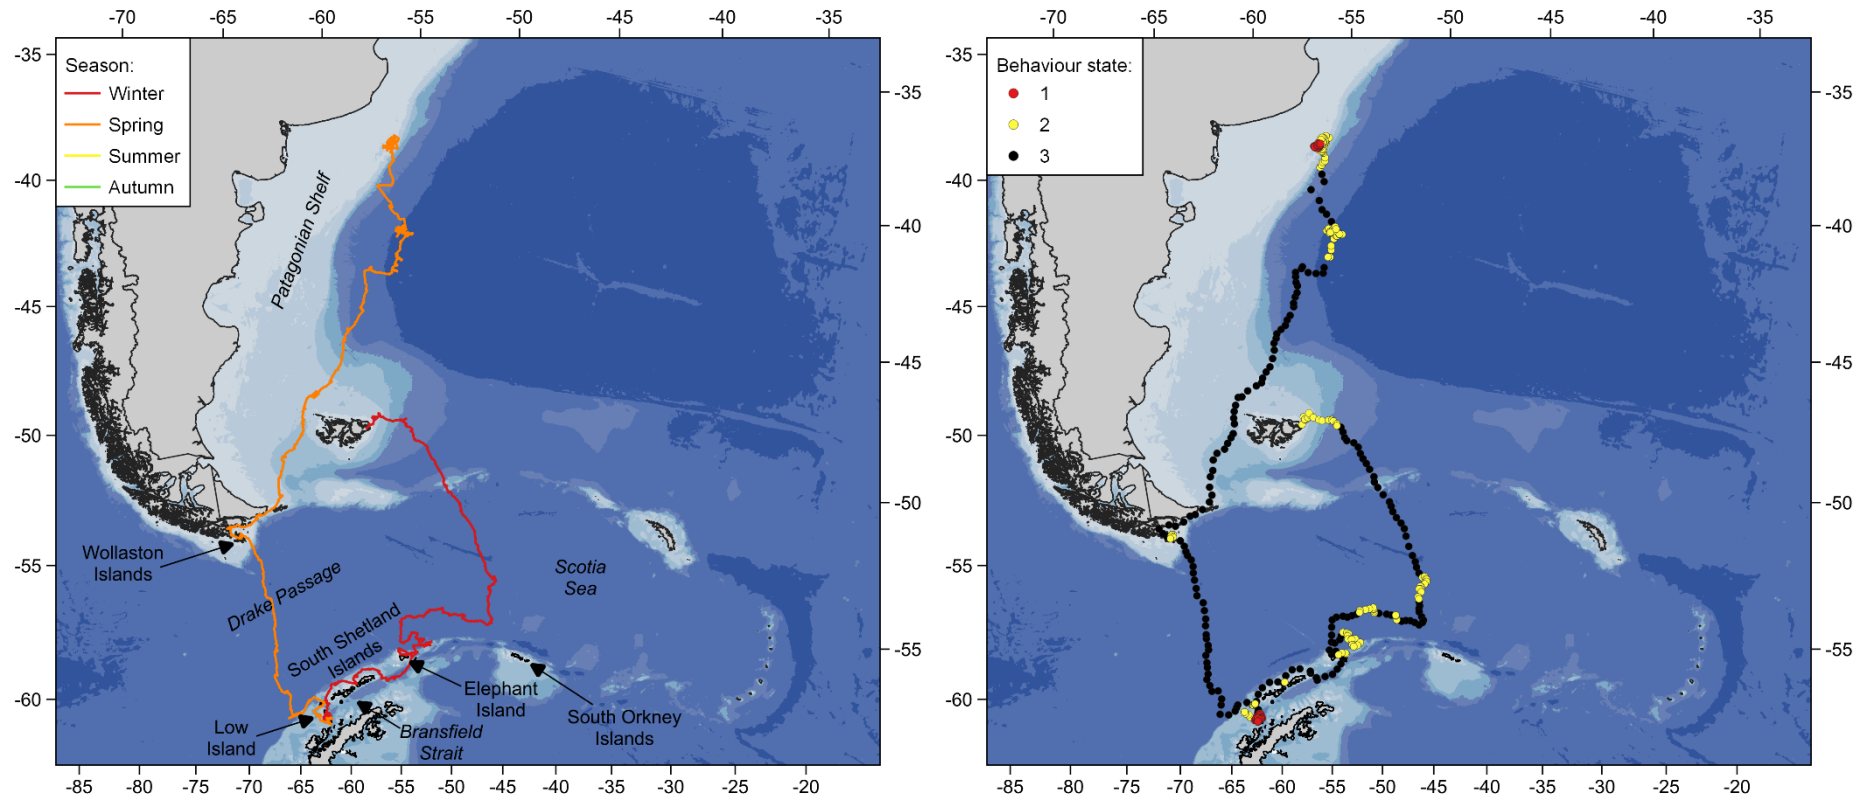 -70 -65 -60 -55 -50 -45 -40 -35
-35
-40
-45
-50
-55
-60
Season:
Winter
Spring
Summer
Autumn
Patagonian Shelf
Wollaston
Islands
Drake Passage
South Shetland
Islands
Scotia
Sea
Low
Island
Elephant
Island
Bransfield
Strait
South Orkney
Islands
-35
-40
-45
-50
-55
-85 -80 -75 -70 -65 -60 -55 -50 -45 -40 -35 -30 -25 -20
-70 -65 -60 -55 -50 -45 -40 -35
-35
-40
-45
-50
-55
-60
Behaviour state:
1
2
3
-35
-40
-45
-50
-55
-85 -80 -75 -70 -65 -60 -55 -50 -45 -40 -35 -30 -25 -20